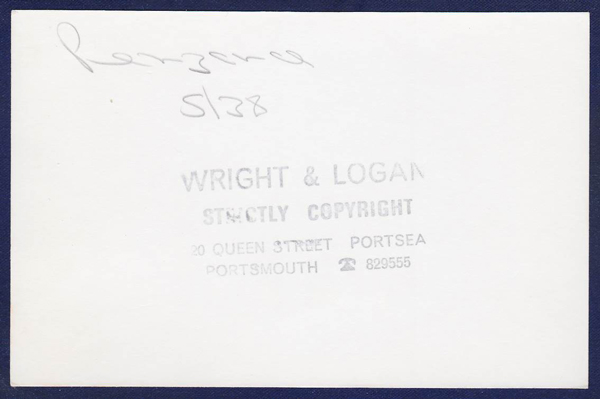 Penzance
5/38
WRIGHT & LOGAN
STRICTLY COPYRIGHT
20 QUEEN STREET PORTSEA
PORTSMOUTH ☎ 829555